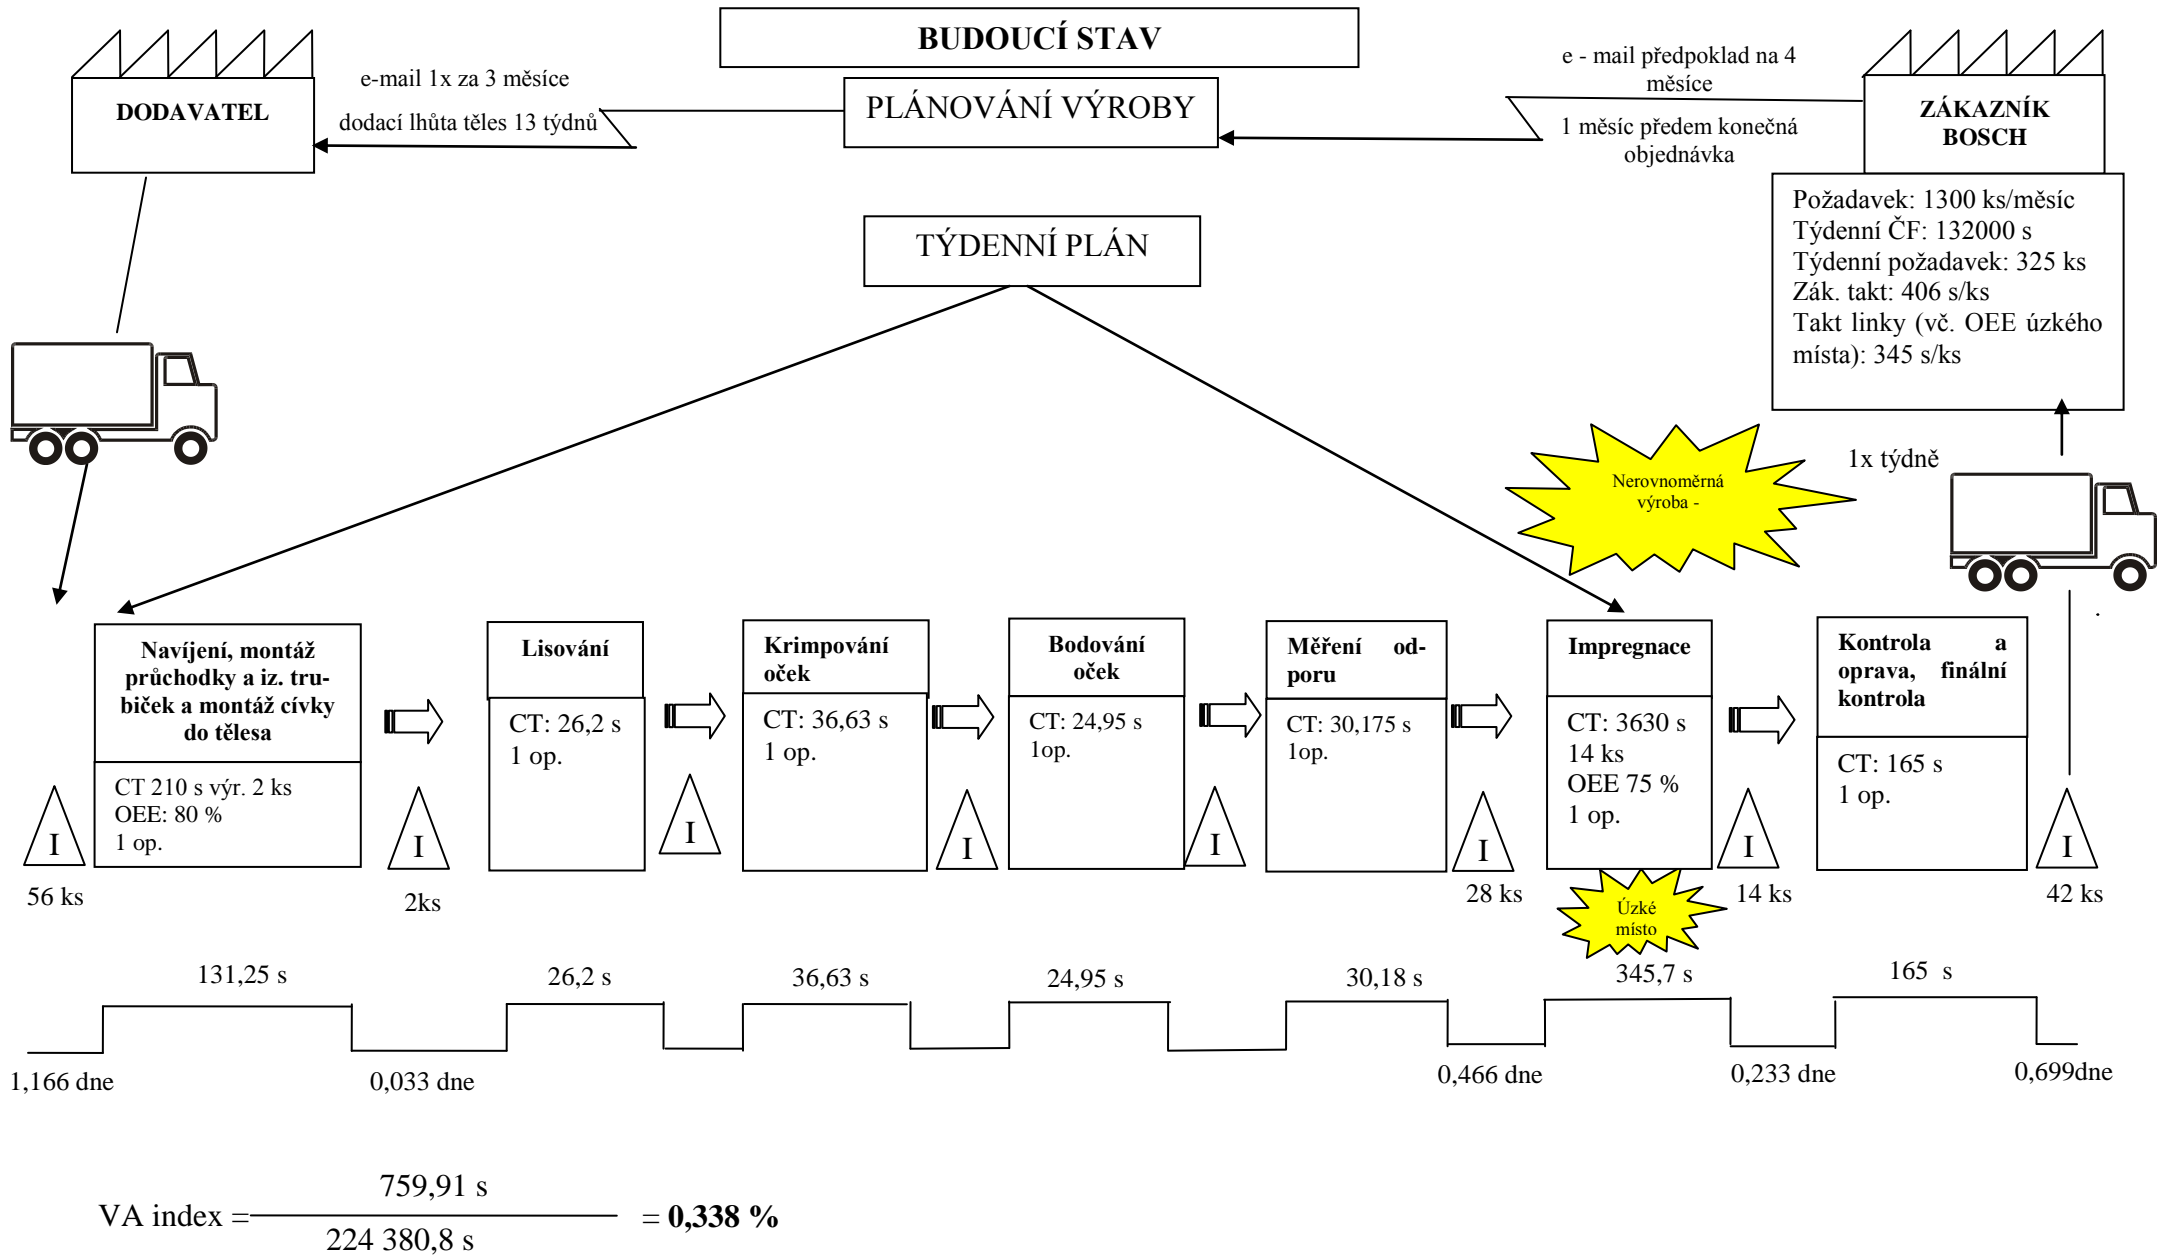 BUDOUCÍ STAV
DODAVATEL
e-mail 1x za 3 měsíce
dodací lhůta těles 13 týdnů
PLÁNOVÁNÍ VÝROBY
e - mail předpoklad na 4
měsíce
1 měsíc předem konečná
objednávka
ZÁKAZNÍK
BOSCH
Požadavek: 1300 ks/měsíc
Týdenní ČF: 132000 s
Týdenní požadavek: 325 ks
Zák. takt: 406 s/ks
Takt linky (vč. OEE úzkého
místa): 345 s/ks
TÝDENNÍ PLÁN
Nerovnoměrná
výroba -
1x týdně
.
Navíjení, montáž
průchodky a iz. tru-
biček a montáž cívky
do tělesa
CT 210 s výr. 2 ks
OEE: 80 %
1 op.
Lisování
CT: 26,2 s
1 op.
Krimpování
oček
CT: 36,63 s
1 op.
Bodování
oček
CT: 24,95 s
1op.
Měření od-
poru
CT: 30,175 s
1op.
Impregnace
CT: 3630 s
14 ks
OEE 75 %
1 op.
Kontrola a
oprava, finální
kontrola
CT: 165 s
1 op.
I
I
I
I
I
I
I
I
56 ks
2ks
28 ks
Úzké
místo
14 ks
42 ks
131,25 s
26,2 s
36,63 s
24,95 s
30,18 s
345,7 s
165 s
1,166 dne
0,033 dne
0,466 dne
0,233 dne
0,699dne
759,91 s
VA index = = 0,338 %
224 380,8 s